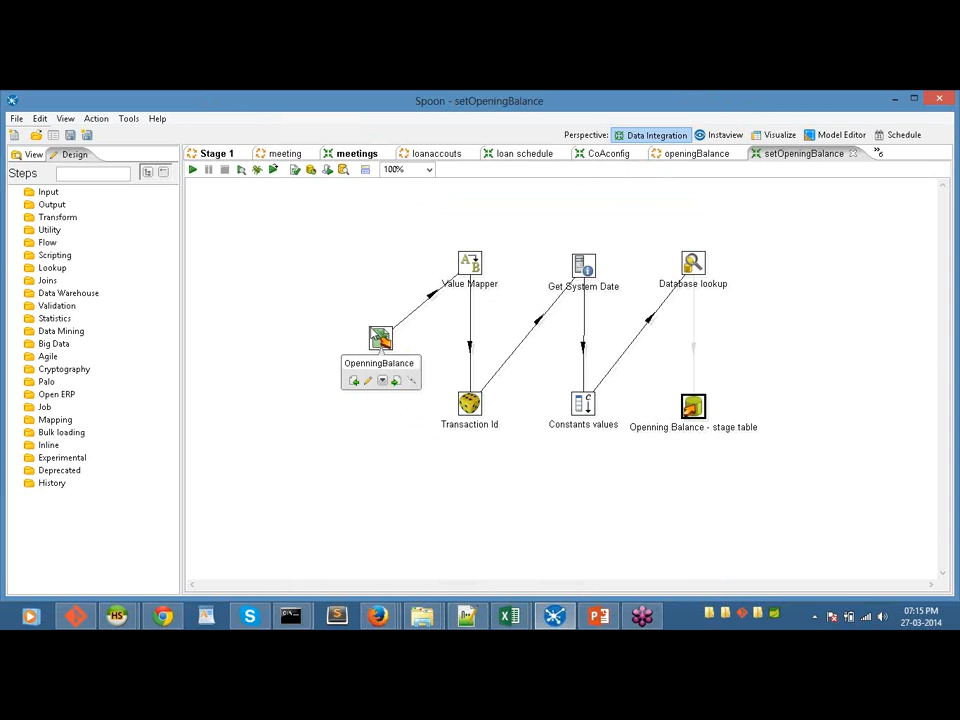 Spoon - setOpeningBalance
File Edit View Action Tools Help
Perspective: Data Integration Instaview Visualize Model Editor Schedule
View Design
Stage 1 meeting meetings loanaccouts loan schedule CoAconfig openingBalance setOpeningBalance » 6
Steps
100%
Input
Output
Transform
Utility
Flow
Scripting
Lookup
Joins
Data Warehouse
Validation
Statistics
Data Mining
Big Data
Agile
Cryptography
Palo
Open ERP
Job
Mapping
Bulk loading
Inline
Experimental
Deprecated
History
Value Mapper
Get System Date
Database lookup
OpenningBalance
Transaction Id
Constants values
Openning Balance - stage table
07:15 PM
27-03-2014